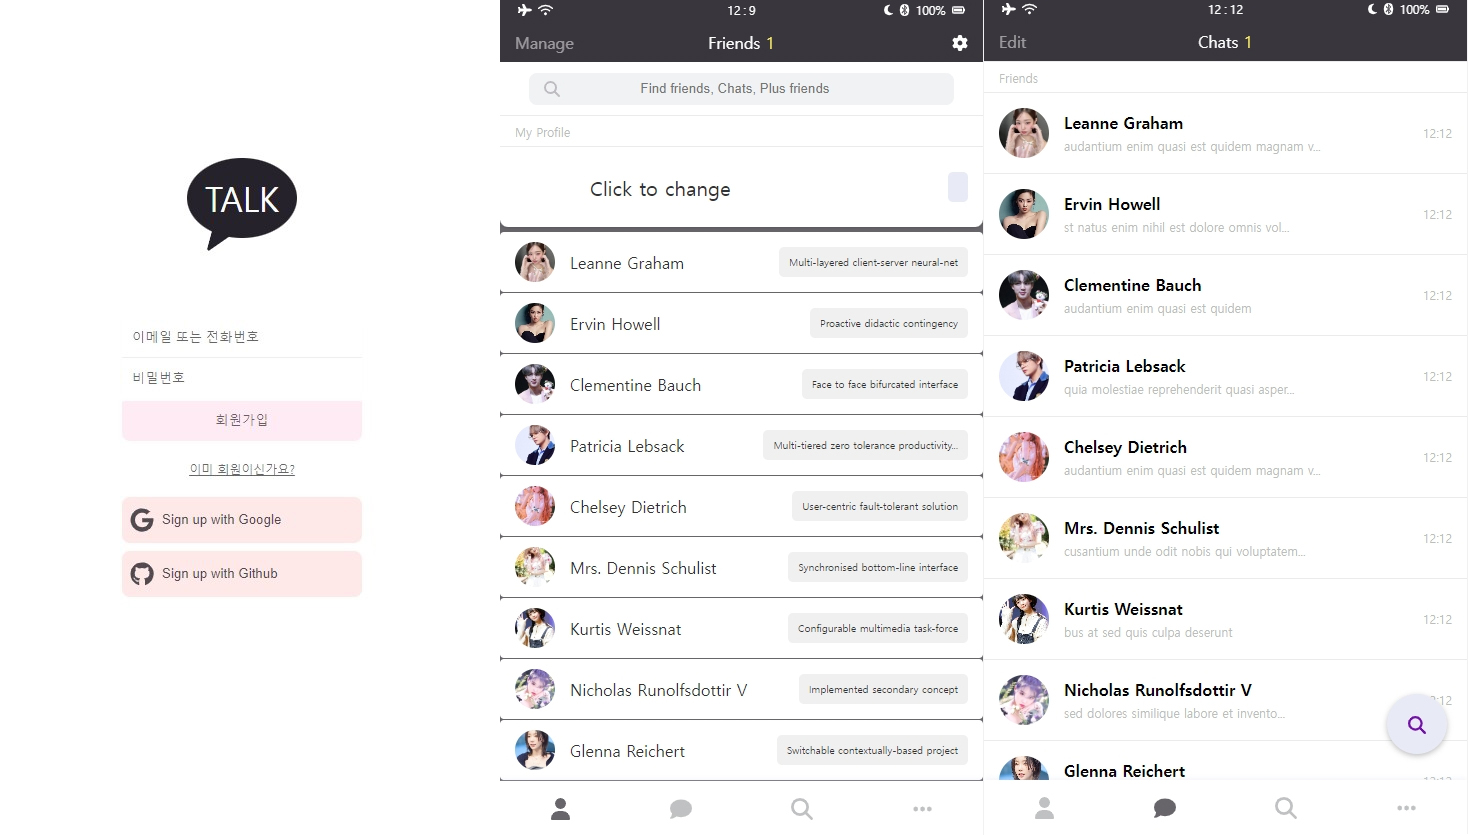 TALK
이메일 또는 전화번호
비밀번호
회원가입
이미 회원이신가요?
Sign up with Google
Sign up with Github
12:9
100%
Manage
Friends 1
Find friends, Chats, Plus friends
My Profile
Click to change
Leanne Graham
Multi-layered client-server neural-net
Ervin Howell
Proactive didactic contingency
Clementine Bauch
Face to face bifurcated interface
Patricia Lebsack
Multi-tiered zero tolerance productivity...
Chelsey Dietrich
User-centric fault-tolerant solution
Mrs. Dennis Schulist
Synchronised bottom-line interface
Kurtis Weissnat
Configurable multimedia task-force
Nicholas Runolfsdottir V
Implemented secondary concept
Glenna Reichert
Switchable contextually-based project
12:12
100%
Edit
Chats 1
Friends
Leanne Graham
audantium enim quasi est quidem magnam v...
12:12
Ervin Howell
st natus enim nihil est dolore omnis vol...
12:12
Clementine Bauch
audantium enim quasi est quidem
12:12
Patricia Lebsack
quia molestiae reprehenderit quasi asper...
12:12
Chelsey Dietrich
audantium enim quasi est quidem magnam v...
12:12
Mrs. Dennis Schulist
cusantium unde odit nobis qui voluptatem...
12:12
Kurtis Weissnat
bus at sed quis culpa deserunt
12:12
Nicholas Runolfsdottir V
sed dolores similique labore et invento...
Glenna Reichert